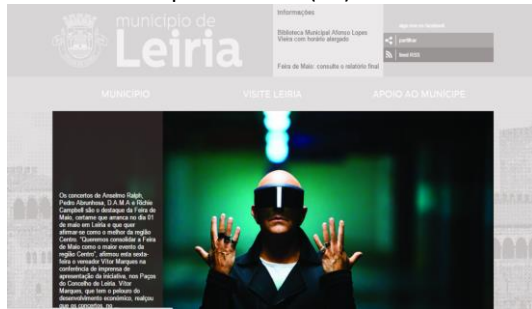 município de
Leiria
Informações
Biblioteca Municipal Afonso Lopes
Vieira com horário alargado
Feira de Maio: consulte o relatório final
partilhar
feed RSS
MUNICÍPIO
VISITE LEIRIA
APOIO AO MUNÍCIPE
Os concertos de Anselmo Ralph,
Pedro Abrunhosa, D.A.M.A e Richie
Campbell são o destaque da Feira de
Maio, certame que arranca no dia 01
de maio em Leiria e que quer
afirmar-se como o melhor da região
Centro. "Queremos consolidar a Feira
de Maio como o maior evento da
região Centro", afirmou esta sexta-
feira o vereador Vítor Marques na
conferência de imprensa de
apresentação da iniciativa, nos Paços
do Concelho de Leiria. Vítor
Marques, que tem o pelouro do
desenvolvimento económico, realçou
que os concertos, no